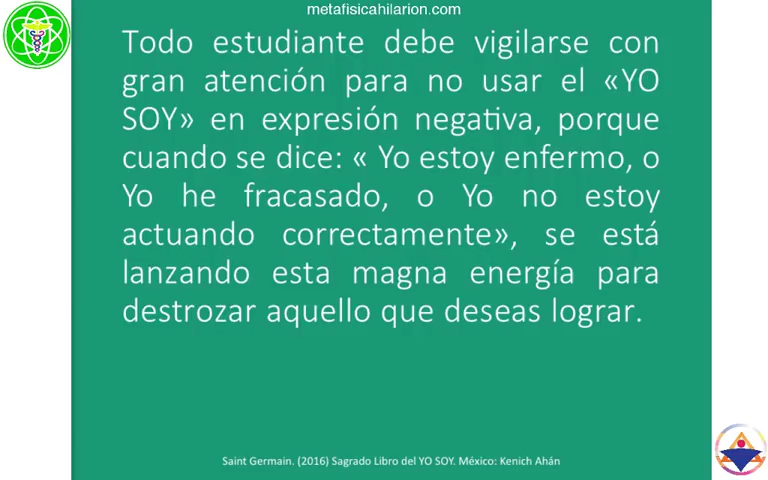 metafisicahilarion.com
Todo estudiante debe vigilarse con
gran atención para no usar el «YO
SOY» en expresión negativa, porque
cuando se dice: « Yo estoy enfermo, o
Yo he fracasado, o Yo no estoy
actuando correctamente», se está
lanzando esta magna energía para
destrozar aquello que deseas lograr.
Saint Germain. (2016) Sagrado Libro del YO SOY. México: Kenich Ahán